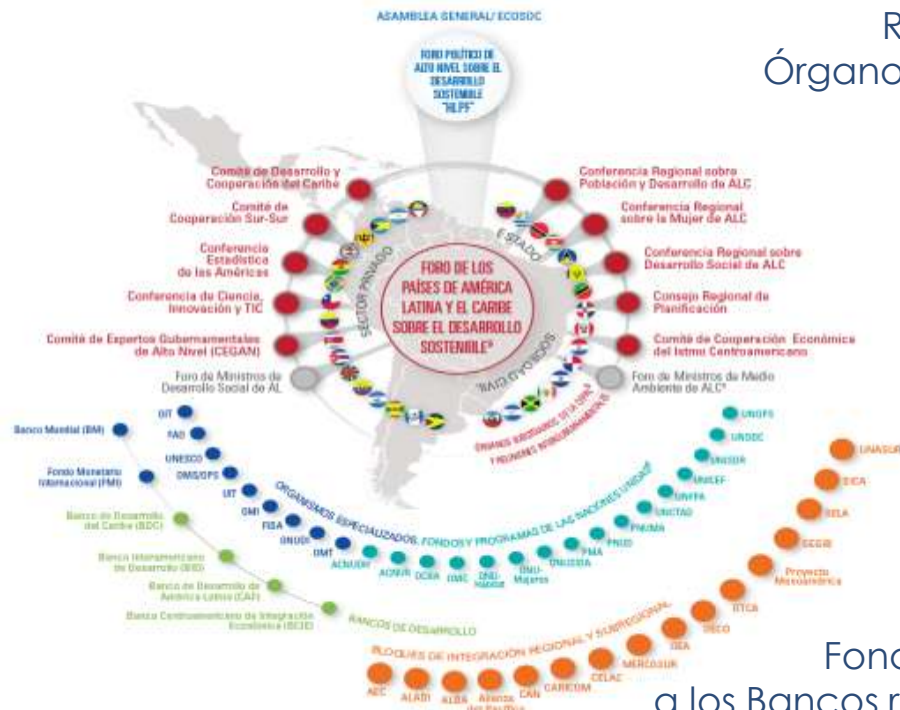 ASAMBLEA GENERAL/ ECOSOC
FORO POLÍTICO DE
ALTO NIVEL SOBRE EL
DESARROLLO
SOSTENIBLE
"HLPF"
R
Órgano
Comité de Desarrollo y
Cooperación del Caribe
Comité de
Cooperación Sur-Sur
Conferencia
Estadística
de las Américas
Conferencia de Ciencia,
Innovación y TIC
Comité de Expertos Gubernamentales
de Alto Nivel (CEGAN)
Foro de Ministros de
Desarrollo Social de AL
SECTOR PRIVADO
FORO DE LOS
PAÍSES DE AMÉRICA
LATINA Y EL CARIBE
SOBRE EL DESARROLLO
SOSTENIBLE
ESTADO
SOCIEDAD CIVIL
Conferencia Regional sobre
Población y Desarrollo de ALC
Conferencia Regional
sobre la Mujer de ALC
Conferencia Regional sobre
Desarrollo Social de ALC
Consejo Regional de
Planificación
Comité de Cooperación Económica
del Istmo Centroamericano
Foro de Ministros de Medio
Ambiente de ALC
ÓRGANOS SUBSIDIARIOS DE LA CEPAL
Y REUNIONES INTERGUBERNAMENTALES
Banco Mundial (BM)
Fondo Monetario
Internacional (FMI)
Banco de Desarrollo
del Caribe (BDC)
Banco Interamericano
de Desarrollo (BID)
Banco de Desarrollo de
América Latina (CAF)
Banco Centroamericano de Integración
Económica (BCIE)
BANCOS DE DESARROLLO
OIT
FAO
UNESCO
OMS/OPS
UIT
OMI
FIDA
ONUDI
OMT
ORGANISMOS ESPECIALIZADOS, FONDOS Y PROGRAMAS DE LAS NACIONES UNIDAS
ACNUDH
ACNUR
OCHA
OMC
ONU-
Hábitat
ONU-
Mujeres
ONUSIDA
PMA
PNUD
PNUMA
UNCTAD
UNFPA
UNICEF
UNISDR
UNODC
UNOPS
BLOQUES DE INTEGRACIÓN REGIONAL Y SUBREGIONAL
AEC
ALADI
ALBA
Alianza
del Pacífico
CAN
CARICOM
CELAC
MERCOSUR
OEA
OECO
OTCA
Proyecto
Mesoamérica
SEGIB
SELA
SICA
UNASUR
Fond
a los Bancos r